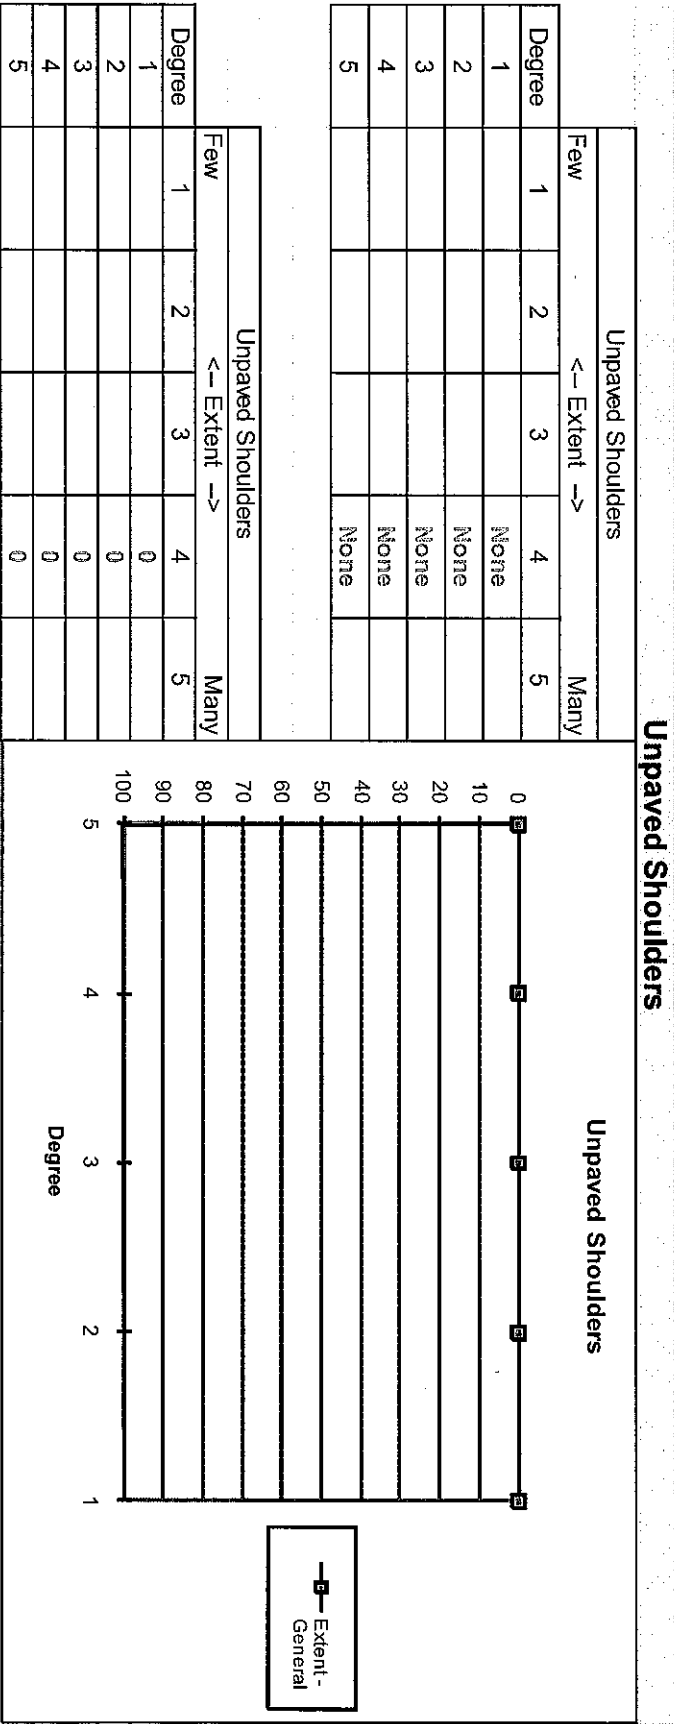 Unpaved Shoulders
Unpaved Shoulders
Few <-- Extent --> Many
Degree 1 2 3 4 5
1 None
2 None
3 None
4 None
5 None
Unpaved Shoulders
Few <-- Extent --> Many
Degree 1 2 3 4 5
1 0
2 0
3 0
4 0
5 0
Unpaved Shoulders
0
10
20
30
40
50
60
70
80
90
100
5 4 3 2 1
Degree
Extent -
General